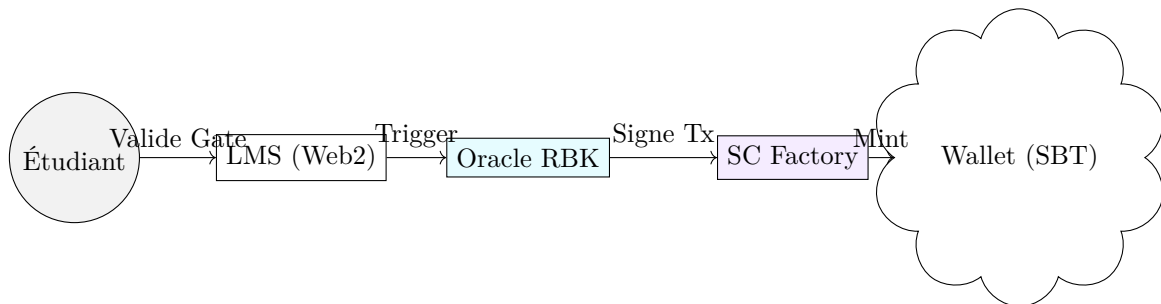 Étudiant
Valide Gate
LMS (Web2)
Trigger
Oracle RBK
Signe Tx
SC Factory
Mint
Wallet (SBT)